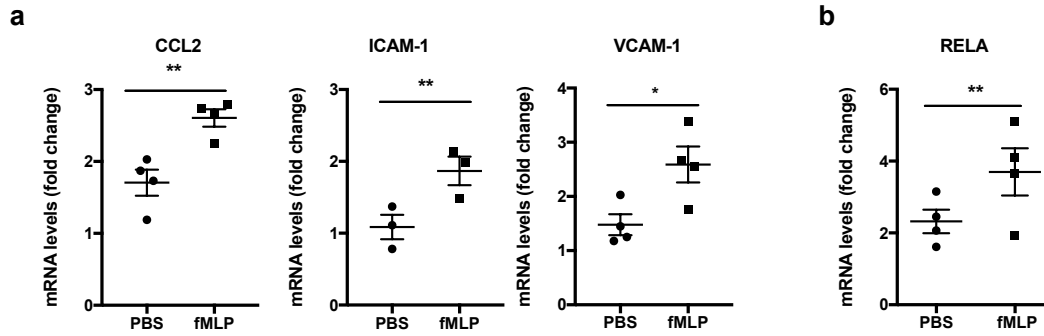 a
CCL2
**
mRNA levels (fold change)
3
2
1
0
PBS fMLP
ICAM-1
**
mRNA levels (fold change)
3
2
1
0
PBS fMLP
VCAM-1
*
mRNA levels (fold change)
4
3
2
1
0
PBS fMLP
b
RELA
**
mRNA levels (fold change)
6
4
2
0
PBS fMLP